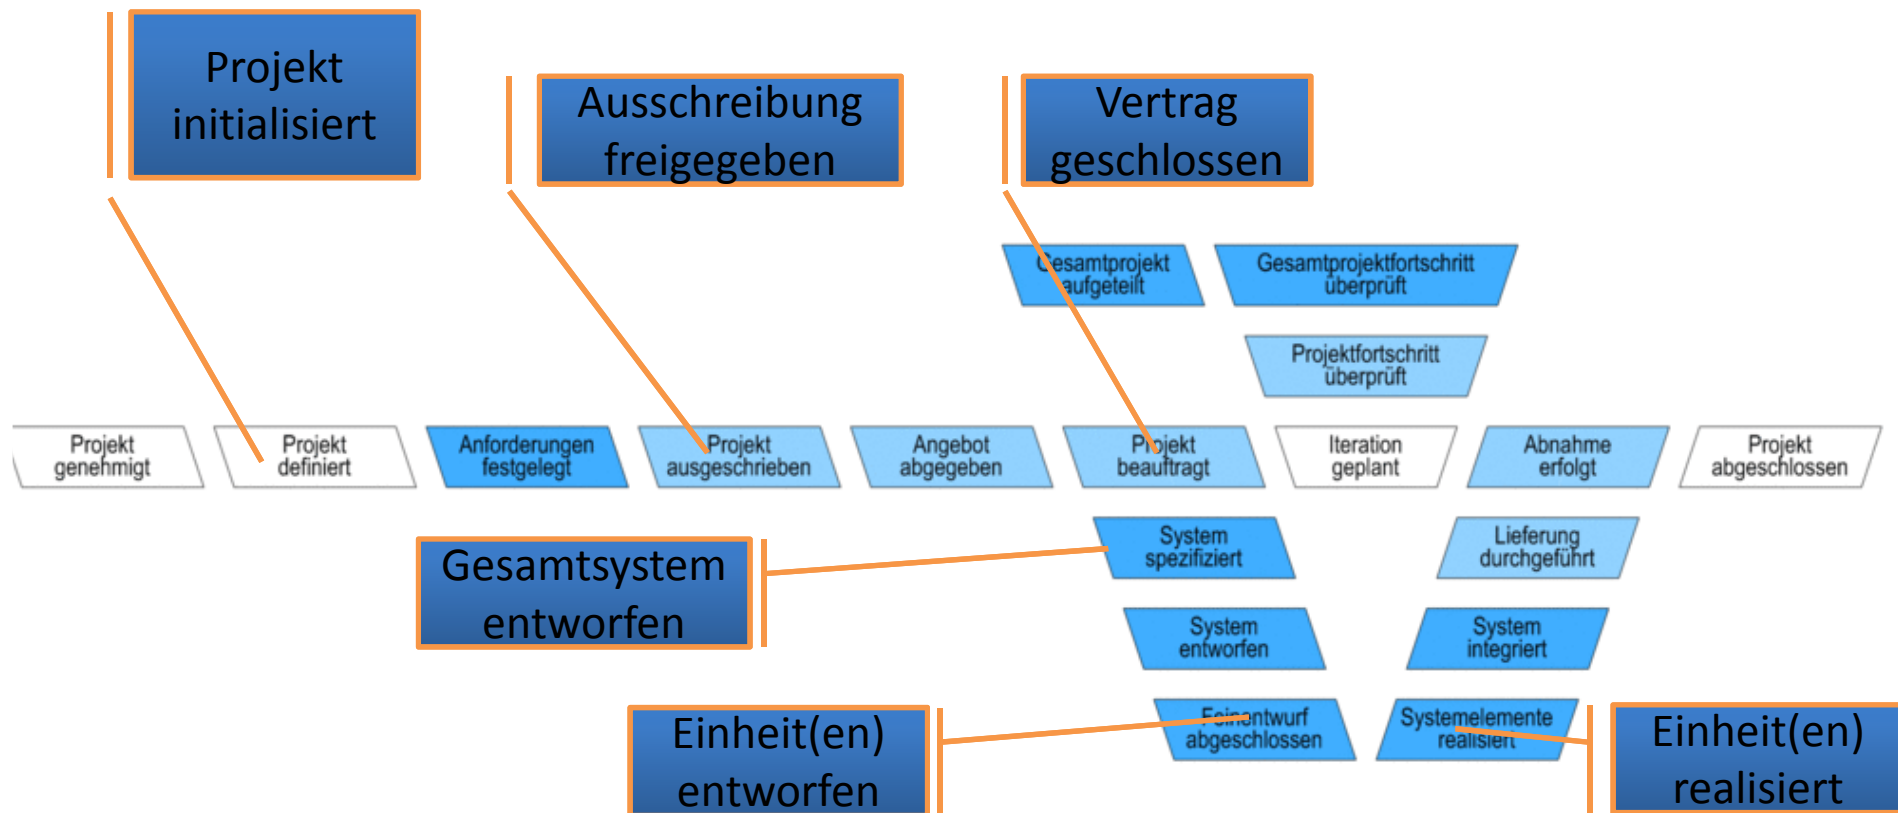 Projekt
initialisiert
Ausschreibung
freigegeben
Vertrag
geschlossen
Gesamtprojekt
aufgeteilt
Gesamtprojektfortschritt
überprüft
Projektfortschritt
überprüft
Projekt
genehmigt
Projekt
definiert
Anforderungen
festgelegt
Projekt
ausgeschrieben
Angebot
abgegeben
Projekt
beauftragt
Iteration
geplant
Abnahme
erfolgt
Projekt
abgeschlossen
Gesamtsystem
entworfen
System
spezifiziert
Lieferung
durchgeführt
System
entworfen
System
integriert
Einheit(en)
entworfen
Feinentwurf
abgeschlossen
Systemelemente
realisiert
Einheit(en)
realisiert